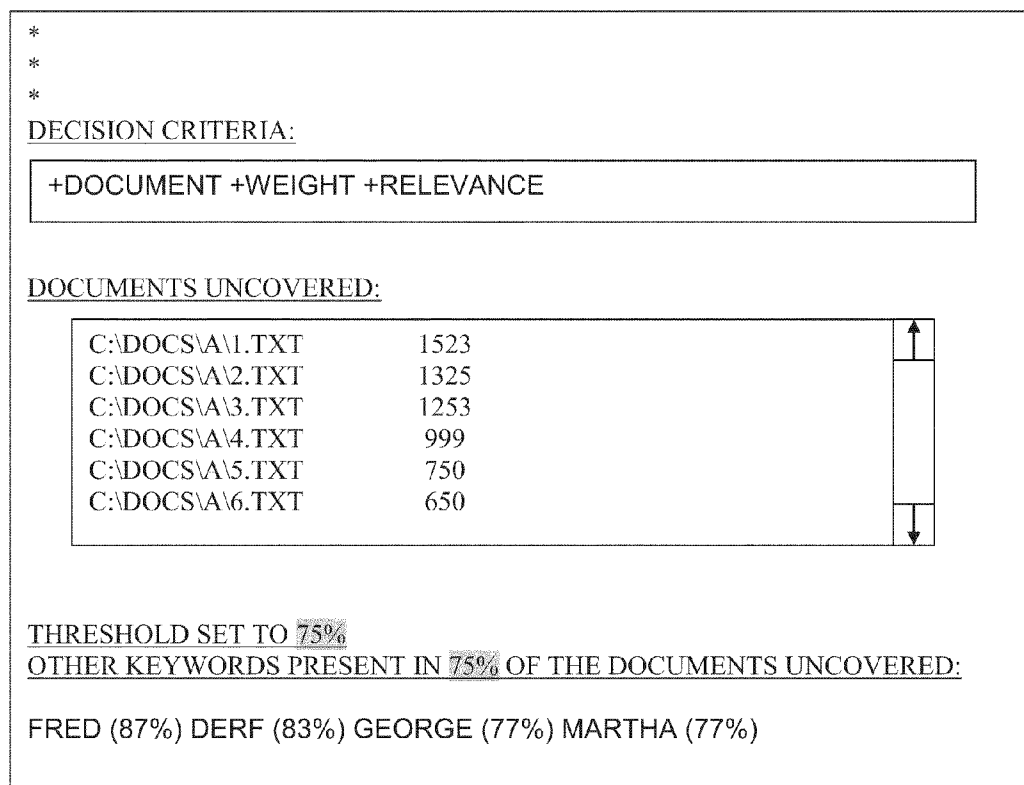 *
*
*
DECISION CRITERIA:
+DOCUMENT +WEIGHT +RELEVANCE
DOCUMENTS UNCOVERED:
C:\DOCS\A\1.TXT 1523
C:\DOCS\A\2.TXT 1325
C:\DOCS\A\3.TXT 1253
C:\DOCS\A\4.TXT 999
C:\DOCS\A\5.TXT 750
C:\DOCS\A\6.TXT 650
THRESHOLD SET TO 75%
OTHER KEYWORDS PRESENT IN 75% OF THE DOCUMENTS UNCOVERED:
FRED (87%) DERF (83%) GEORGE (77%) MARTHA (77%)